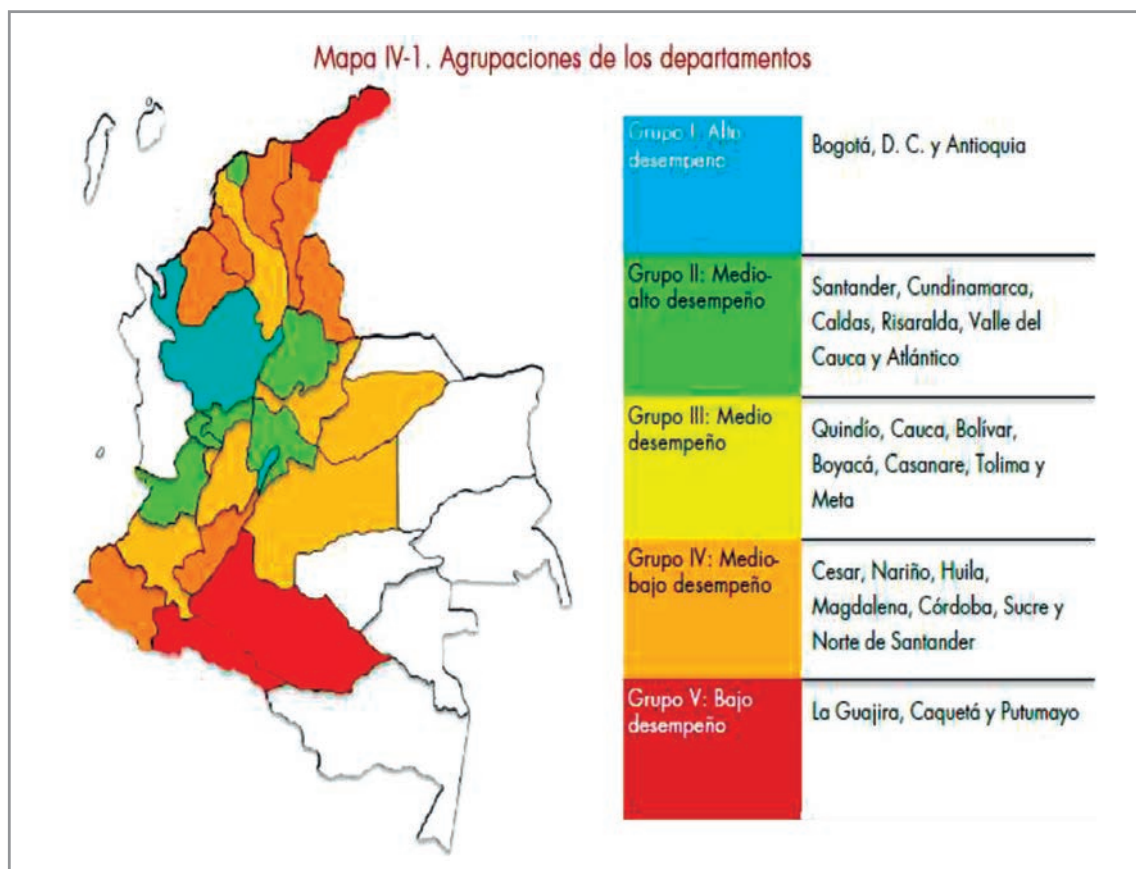 Mapa IV-1. Agrupaciones de los departamentos
Grupo I: Alto
desempeño
Bogotá, D. C. y Antioquia
Grupo II: Medio-
alto desempeño
Santander, Cundinamarca,
Caldas, Risaralda, Valle del
Cauca y Atlántico
Grupo III: Medio
desempeño
Quindío, Cauca, Bolívar,
Boyacá, Casanare, Tolima y
Meta
Grupo IV: Medio-
bajo desempeño
Cesar, Nariño, Huila,
Magdalena, Córdoba, Sucre y
Norte de Santander
Grupo V: Bajo
desempeño
La Guajira, Caquetá y Putumayo